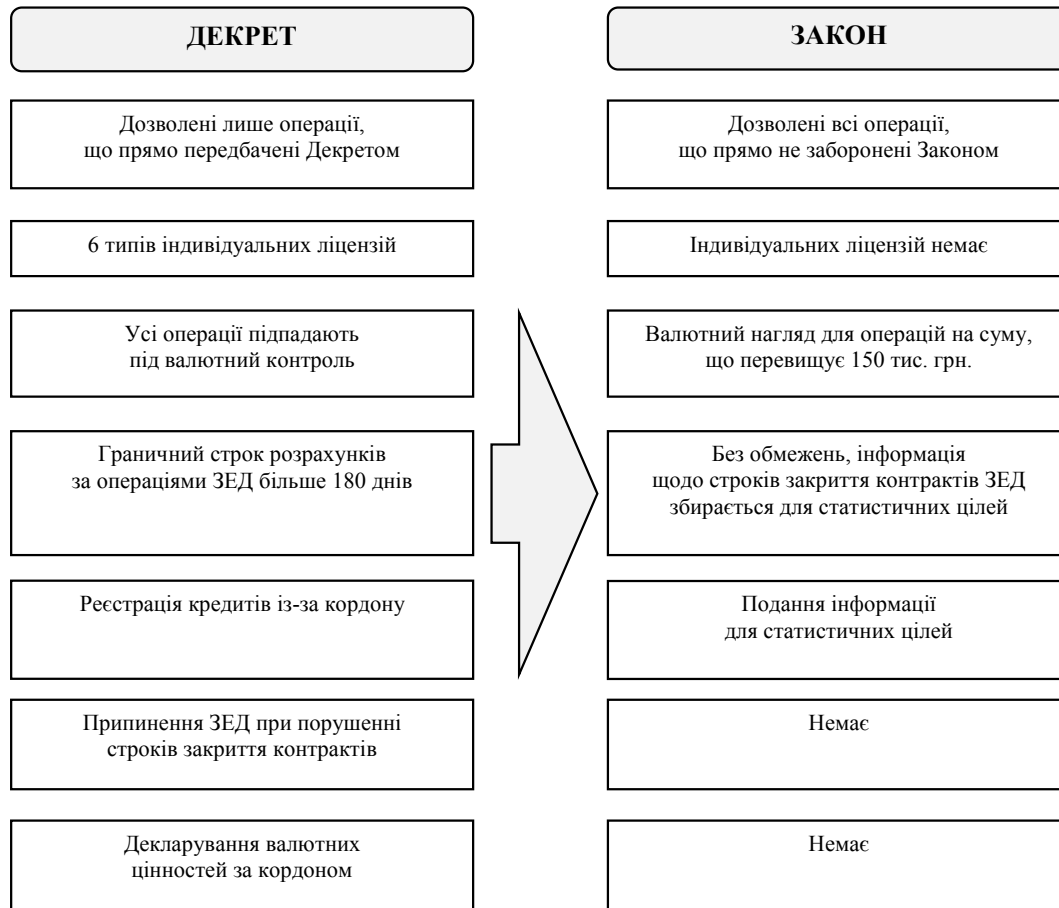 ДЕКРЕТ
ЗАКОН
Дозволені лише операції,
що прямо передбачені Декретом
Дозволені всі операції,
що прямо не заборонені Законом
6 типів індивідуальних ліцензій
Індивідуальних ліцензій немає
Усі операції підпадають
під валютний контроль
Валютний нагляд для операцій на суму,
що перевищує 150 тис. грн.
Граничний строк розрахунків
за операціями ЗЕД більше 180 днів
Без обмежень, інформація
щодо строків закриття контрактів ЗЕД
збирається для статистичних цілей
Реєстрація кредитів із-за кордону
Подання інформації
для статистичних цілей
Припинення ЗЕД при порушенні
строків закриття контрактів
Немає
Декларування валютних
цінностей за кордоном
Немає